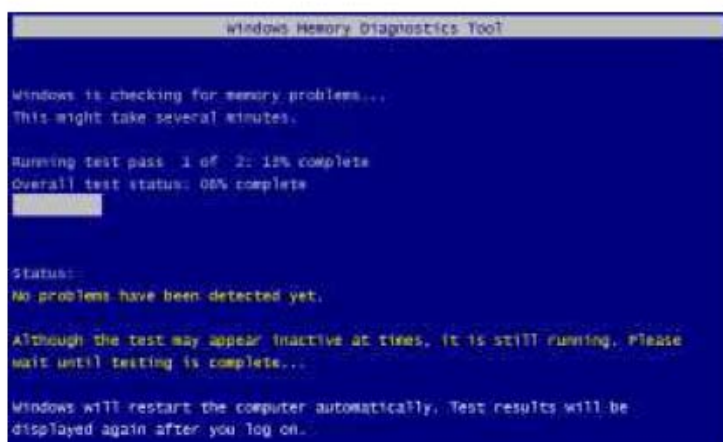 Windows Memory Diagnostics Tool
Windows is checking for memory problems...
This might take several minutes.
Running test pass 1 of 2: 13% complete
Overall test status: 06% complete
Status:
No problems have been detected yet.
Although the test may appear inactive at times, it is still running. Please
wait until testing is complete...
Windows will restart the computer automatically. Test results will be
displayed again after you log on.